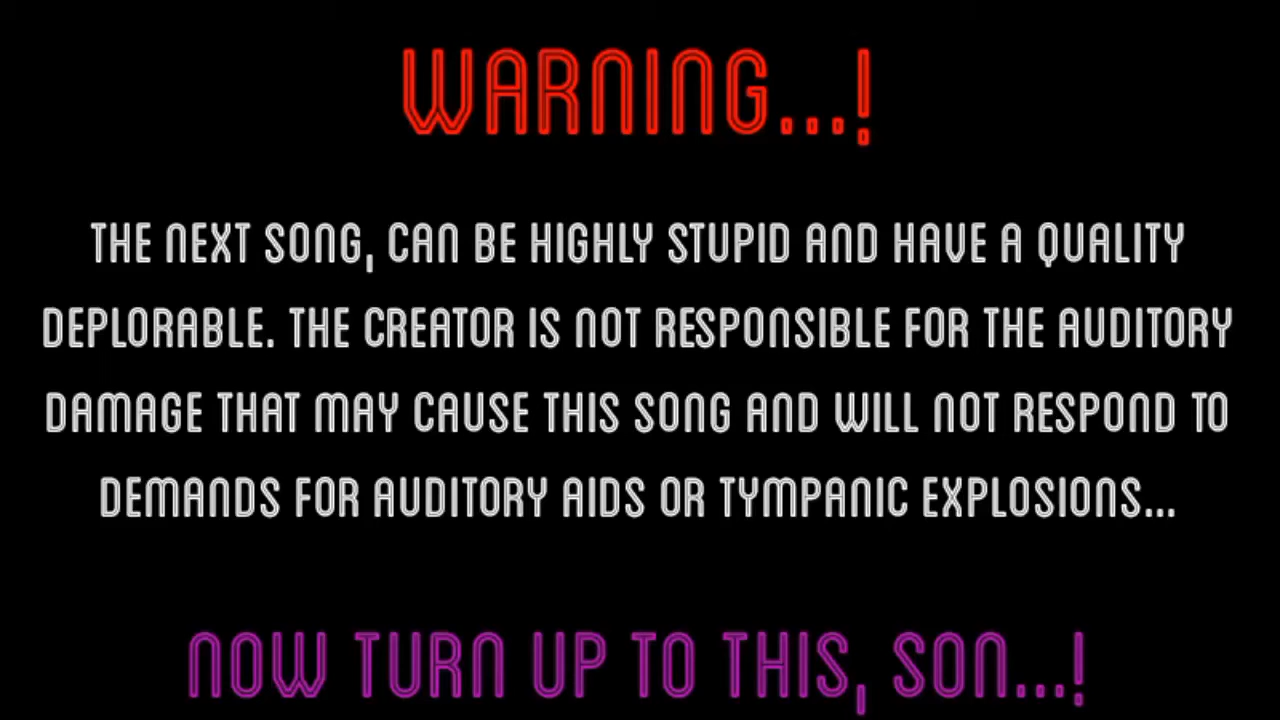 WARNING...!
THE NEXT SONG, CAN BE HIGHLY STUPID AND HAVE A QUALITY
DEPLORABLE. THE CREATOR IS NOT RESPONSIBLE FOR THE AUDITORY
DAMAGE THAT MAY CAUSE THIS SONG AND WILL NOT RESPOND TO
DEMANDS FOR AUDITORY AIDS OR TYMPANIC EXPLOSIONS...
NOW TURN UP TO THIS, SON...!